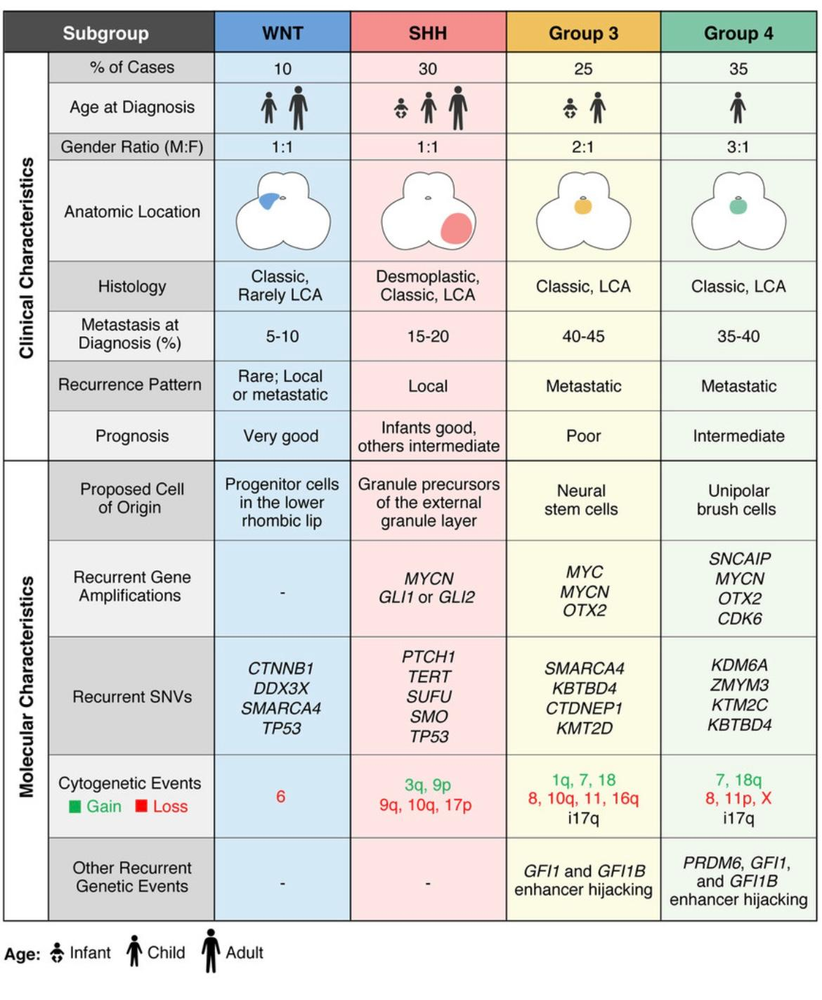 Subgroup WNT SHH Group 3 Group 4
Clinical Characteristics
% of Cases 10 30 25 35
Age at Diagnosis
Gender Ratio (M:F) 1:1 1:1 2:1 3:1
Anatomic Location
Histology
Classic,
Rarely LCA
Desmoplastic,
Classic, LCA
Classic, LCA
Classic, LCA
Metastasis at
Diagnosis (%)
5-10
15-20
40-45
35-40
Recurrence Pattern
Rare; Local
or metastatic
Local
Metastatic
Metastatic
Prognosis
Very good
Infants good,
others intermediate
Poor
Intermediate
Molecular Characteristics
Proposed Cell
of Origin
Progenitor cells
in the lower
rhombic lip
Granule precursors
of the external
granule layer
Neural
stem cells
Unipolar
brush cells
Recurrent Gene
Amplifications
-
MYCN
GLI1 or GLI2
MYC
MYCN
OTX2
SNCAIP
MYCN
OTX2
CDK6
Recurrent SNVs
CTNNB1
DDX3X
SMARCA4
TP53
PTCH1
TERT
SUFU
SMO
TP53
SMARCA4
KBTBD4
CTDNEP1
KMT2D
KDM6A
ZMYM3
KTM2C
KBTBD4
Cytogenetic Events
Gain Loss
6
3q, 9p
9q, 10q, 17p
1q, 7, 18
8, 10q, 11, 16q
i17q
7, 18q
8, 11p, X
i17q
Other Recurrent
Genetic Events
-
-
GFI1 and GFI1B
enhancer hijacking
PRDM6, GFI1,
and GFI1B
enhancer hijacking
Age: Infant Child Adult